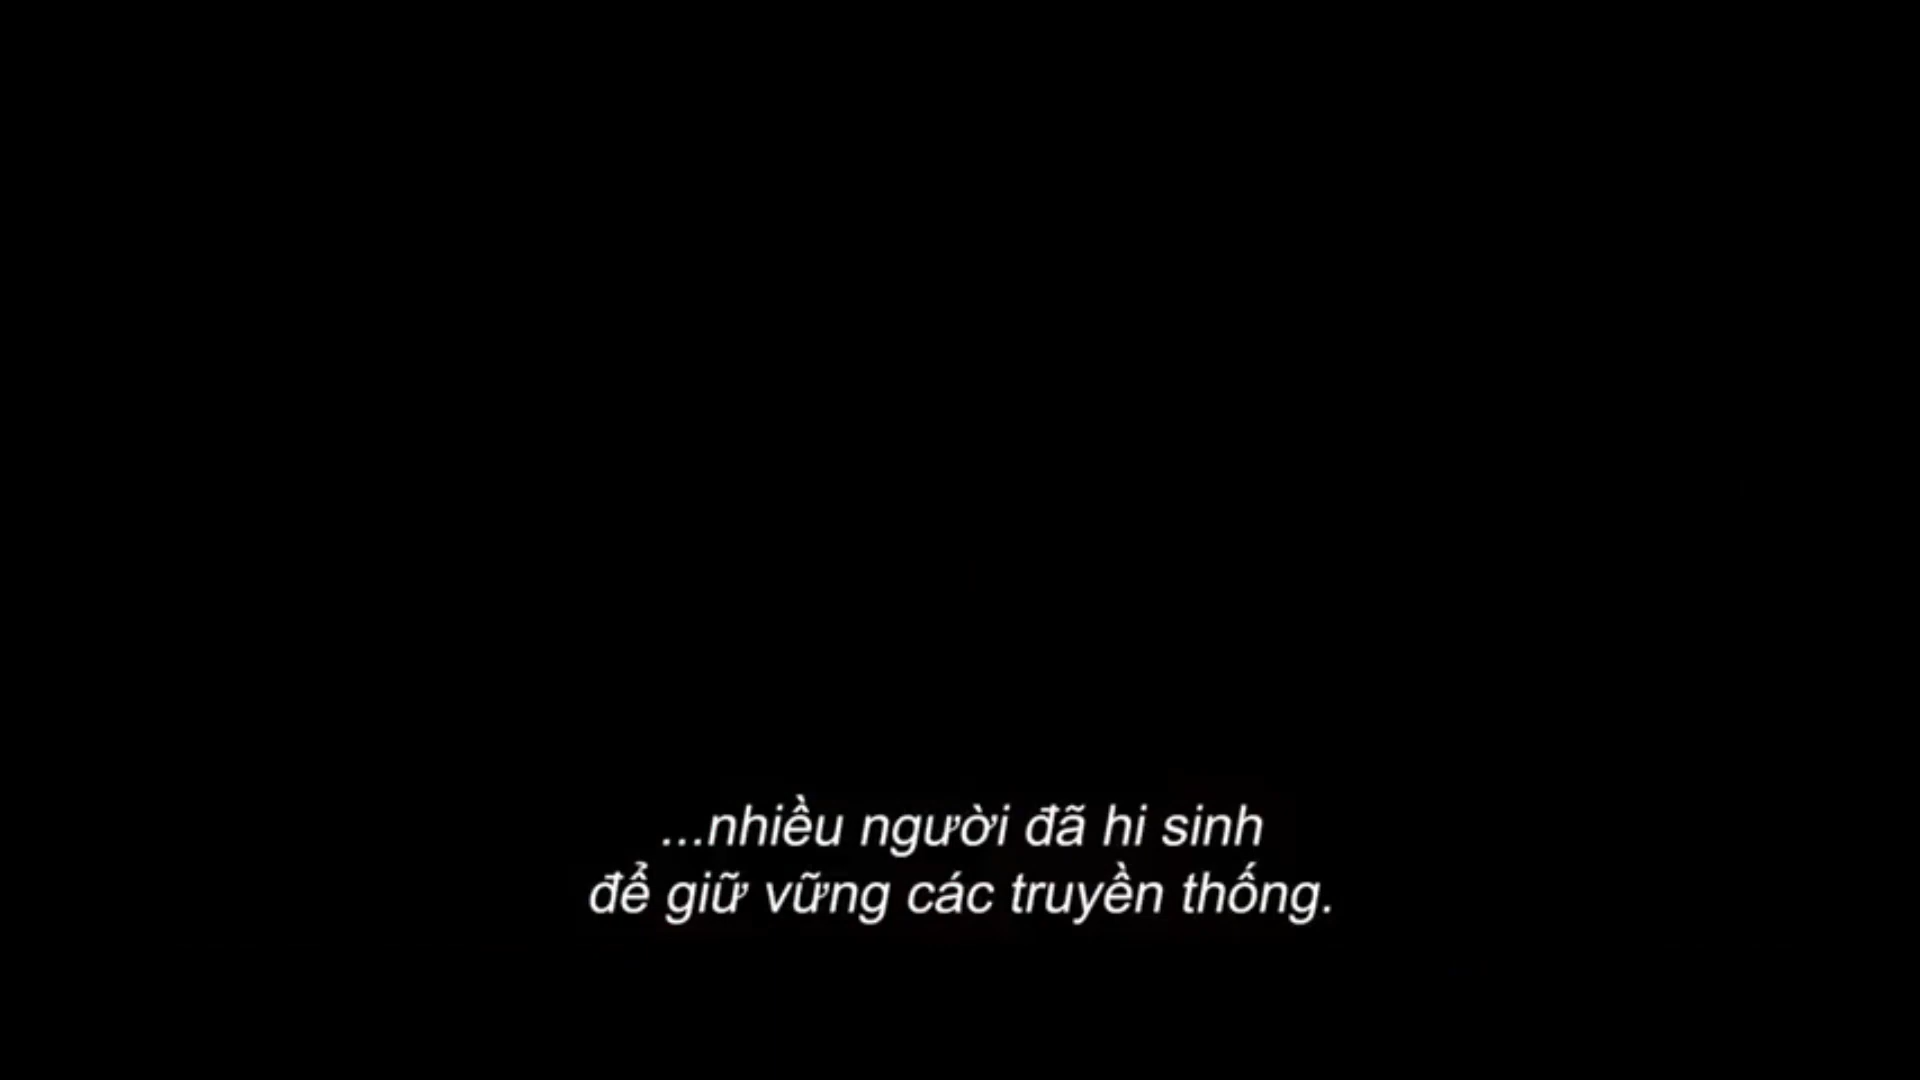 ...nhiều người đã hi sinh
để giữ vững các truyền thống.